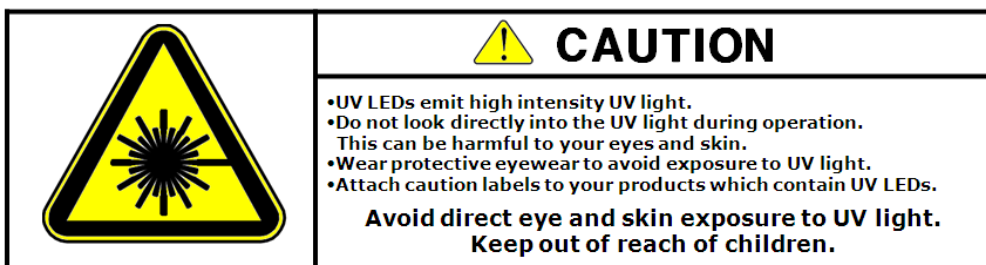 CAUTION
•UV LEDs emit high intensity UV light.
•Do not look directly into the UV light during operation.
This can be harmful to your eyes and skin.
•Wear protective eyewear to avoid exposure to UV light.
•Attach caution labels to your products which contain UV LEDs.
Avoid direct eye and skin exposure to UV light.
Keep out of reach of children.